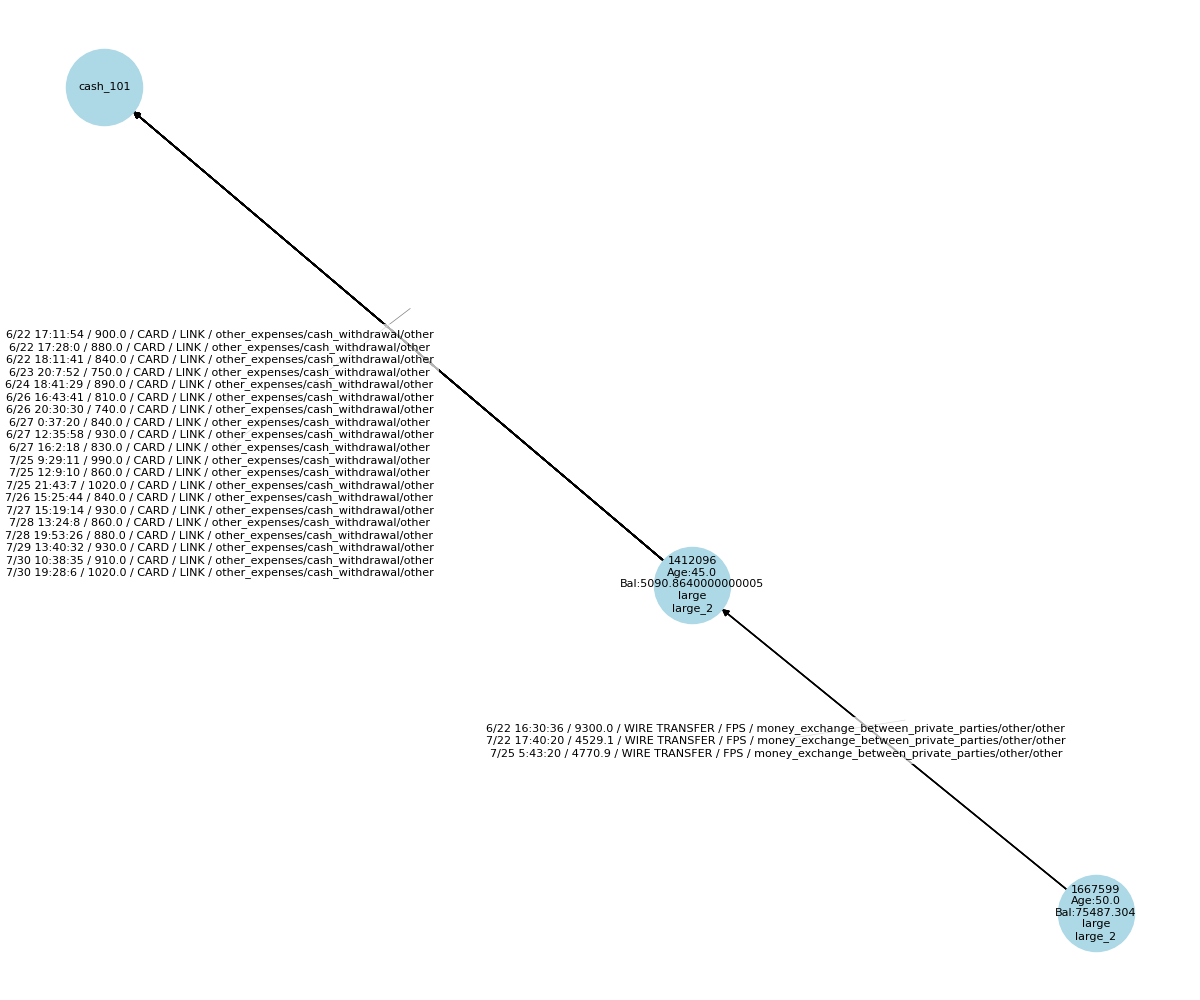 cash_101
6/22 17:11:54 / 900.0 / CARD / LINK / other_expenses/cash_withdrawal/other
6/22 17:28:0 / 880.0 / CARD / LINK / other_expenses/cash_withdrawal/other
6/22 18:11:41 / 840.0 / CARD / LINK / other_expenses/cash_withdrawal/other
6/23 20:7:52 / 750.0 / CARD / LINK / other_expenses/cash_withdrawal/other
6/24 18:41:29 / 890.0 / CARD / LINK / other_expenses/cash_withdrawal/other
6/26 16:43:41 / 810.0 / CARD / LINK / other_expenses/cash_withdrawal/other
6/26 20:30:30 / 740.0 / CARD / LINK / other_expenses/cash_withdrawal/other
6/27 0:37:20 / 840.0 / CARD / LINK / other_expenses/cash_withdrawal/other
6/27 12:35:58 / 930.0 / CARD / LINK / other_expenses/cash_withdrawal/other
6/27 16:2:18 / 830.0 / CARD / LINK / other_expenses/cash_withdrawal/other
7/25 9:29:11 / 990.0 / CARD / LINK / other_expenses/cash_withdrawal/other
7/25 12:9:10 / 860.0 / CARD / LINK / other_expenses/cash_withdrawal/other
7/25 21:43:7 / 1020.0 / CARD / LINK / other_expenses/cash_withdrawal/other
7/26 15:25:44 / 840.0 / CARD / LINK / other_expenses/cash_withdrawal/other
7/27 15:19:14 / 930.0 / CARD / LINK / other_expenses/cash_withdrawal/other
7/28 13:24:8 / 860.0 / CARD / LINK / other_expenses/cash_withdrawal/other
7/28 19:53:26 / 880.0 / CARD / LINK / other_expenses/cash_withdrawal/other
7/29 13:40:32 / 930.0 / CARD / LINK / other_expenses/cash_withdrawal/other
7/30 10:38:35 / 910.0 / CARD / LINK / other_expenses/cash_withdrawal/other
7/30 19:28:6 / 1020.0 / CARD / LINK / other_expenses/cash_withdrawal/other
1412096
Age:45.0
Bal:5090.8640000000005
large
large_2
6/22 16:30:36 / 9300.0 / WIRE TRANSFER / FPS / money_exchange_between_private_parties/other/other
7/22 17:40:20 / 4529.1 / WIRE TRANSFER / FPS / money_exchange_between_private_parties/other/other
7/25 5:43:20 / 4770.9 / WIRE TRANSFER / FPS / money_exchange_between_private_parties/other/other
1667599
Age:50.0
Bal:75487.304
large
large_2